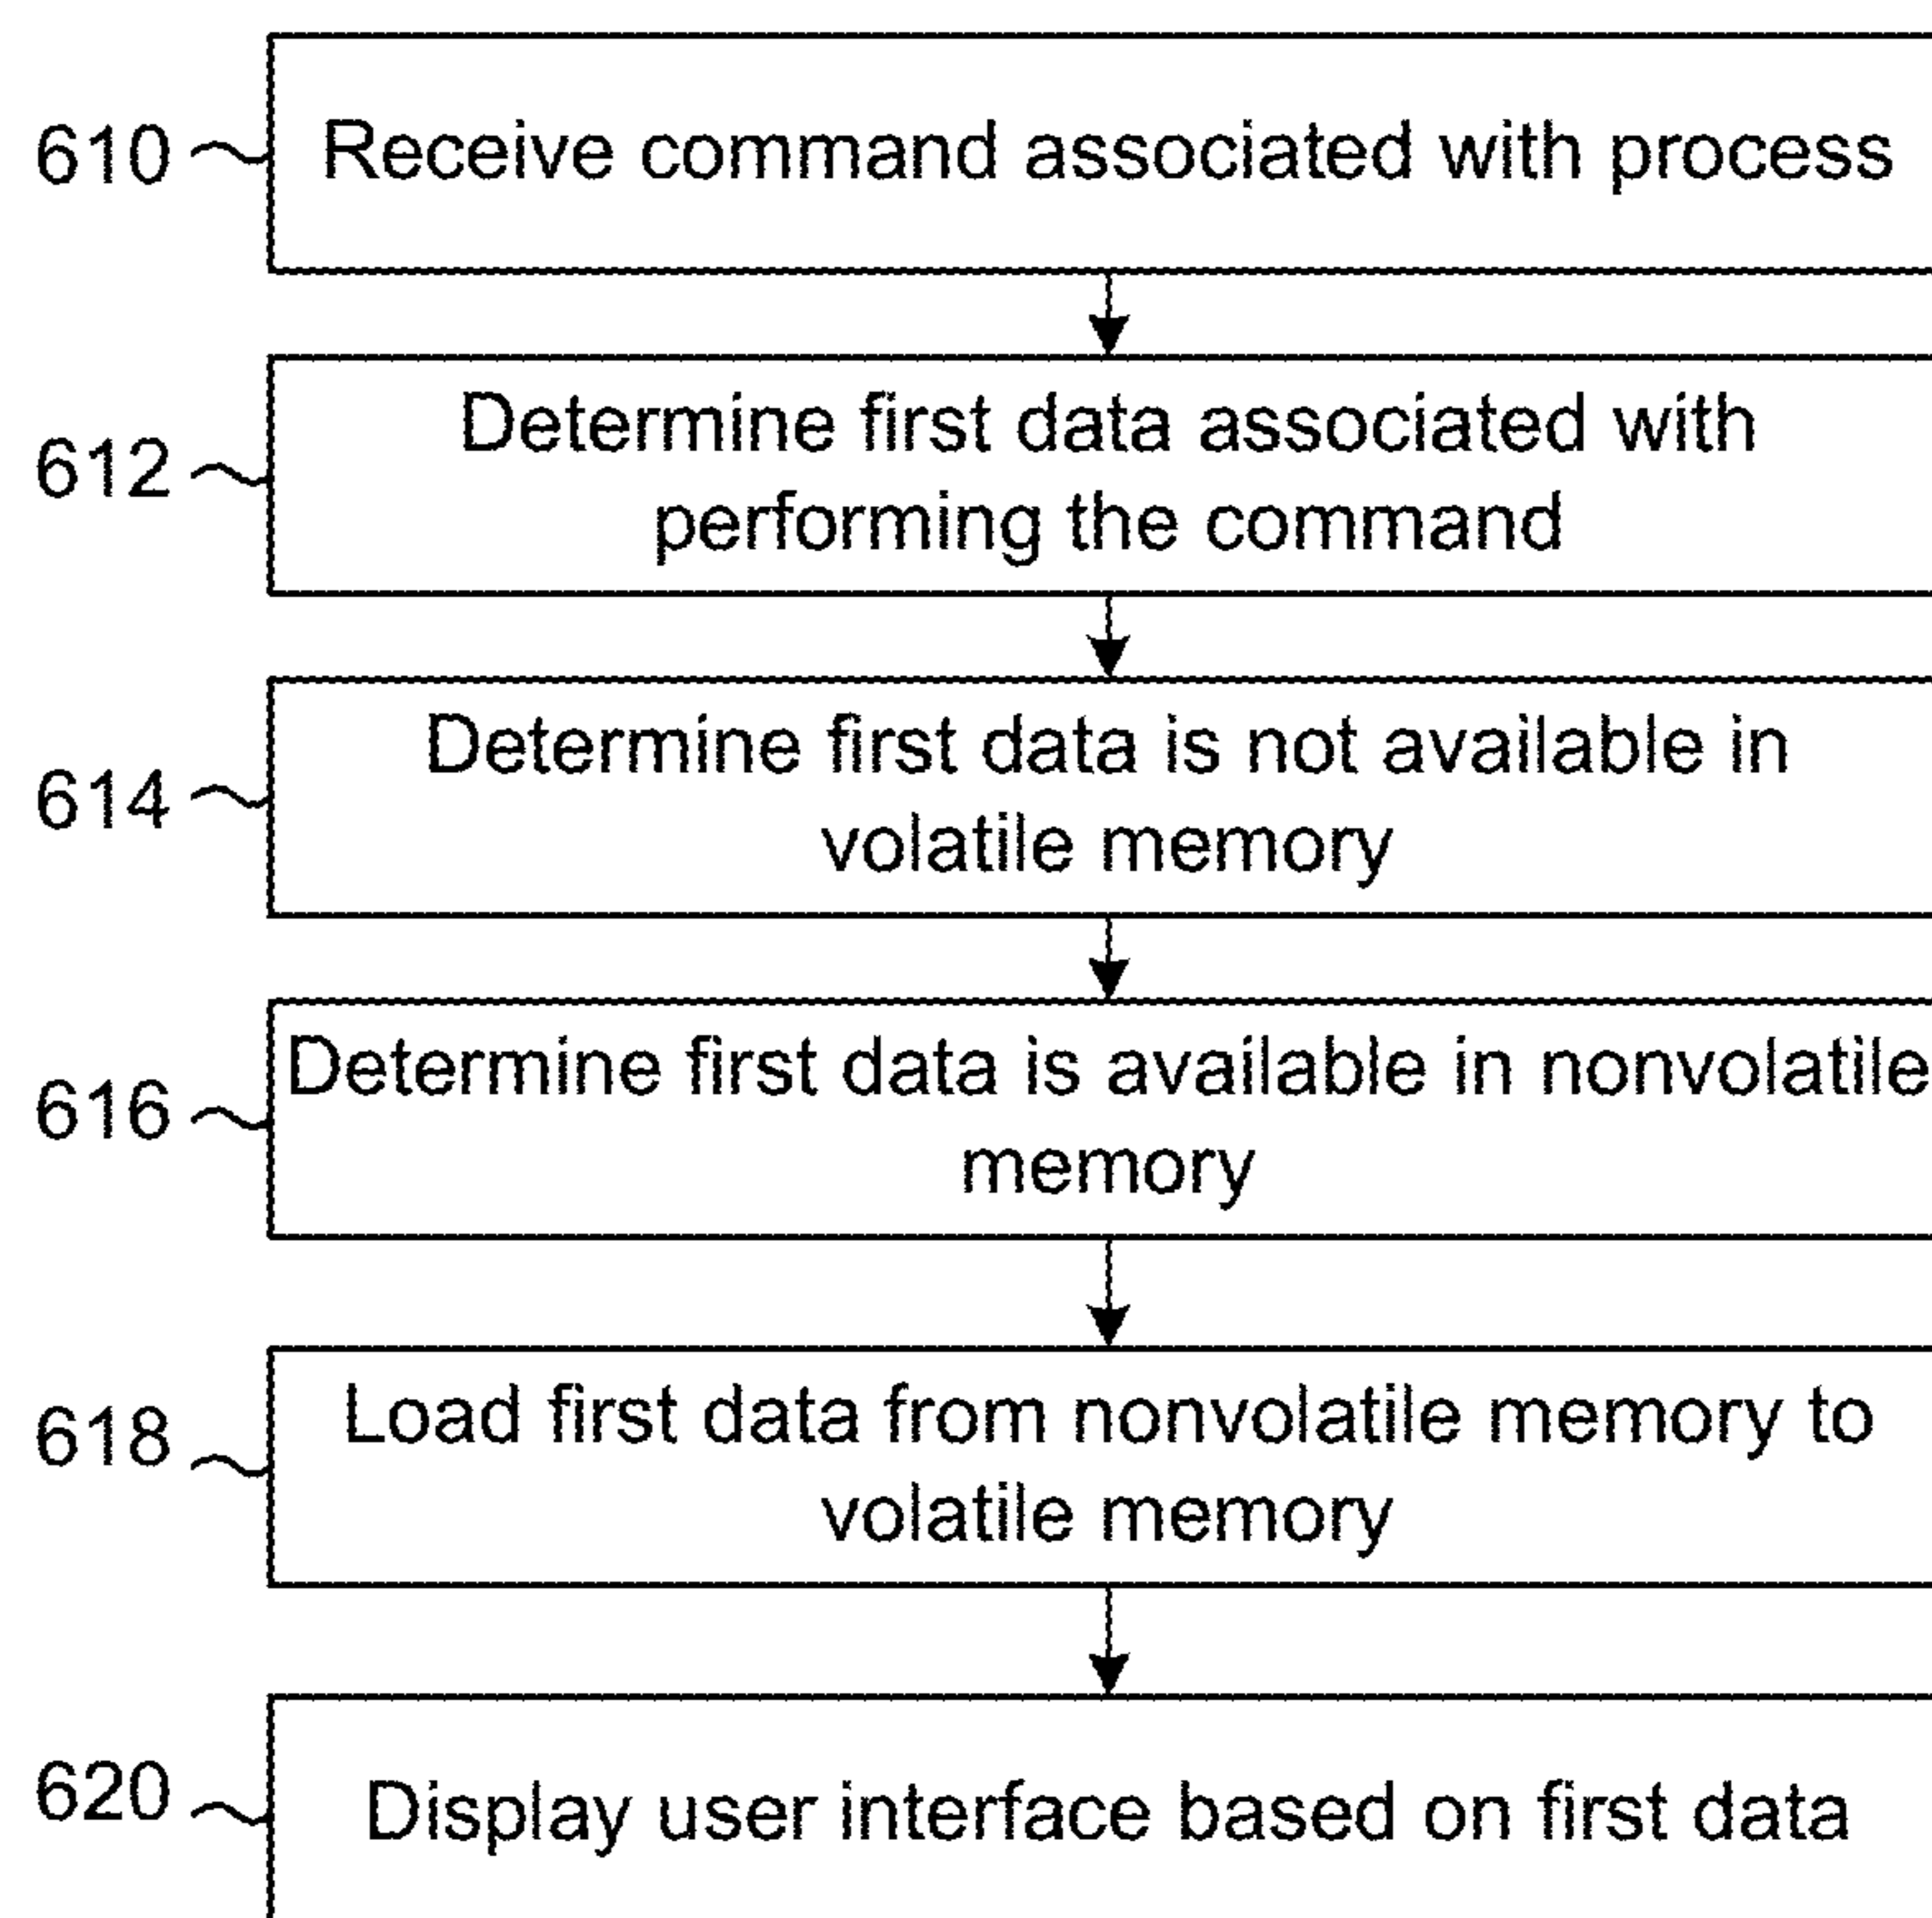 610
Receive command associated with process
612
Determine first data associated with
performing the command
614
Determine first data is not available in
volatile memory
616
Determine first data is available in nonvolatile
memory
618
Load first data from nonvolatile memory to
volatile memory
620
Display user interface based on first data